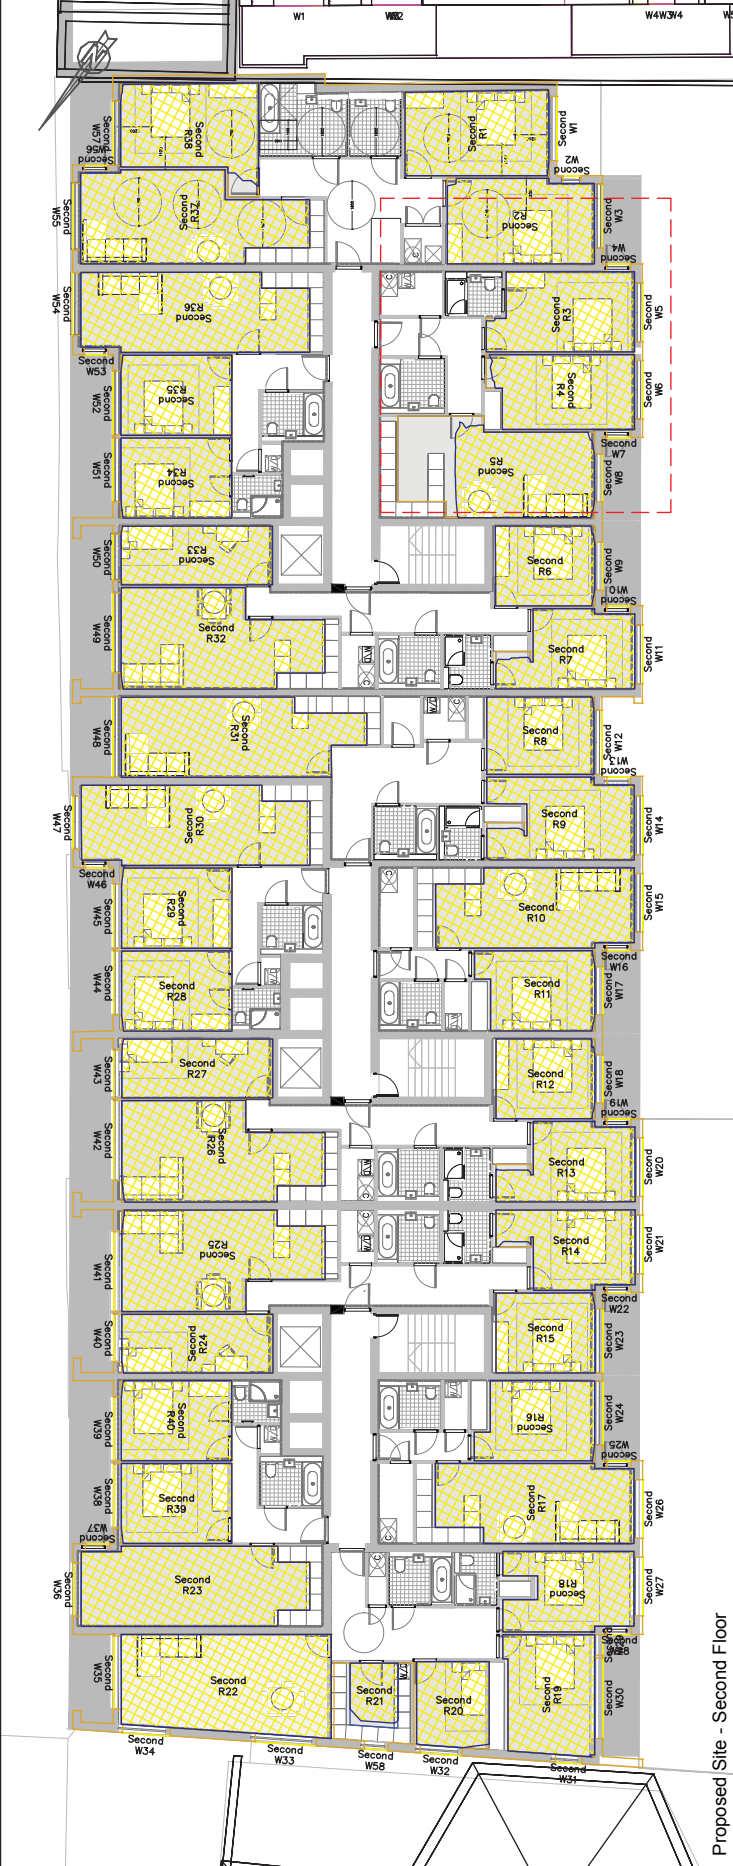 W1
W4
W3
W4
Second
W57
Second
W56
Second
R38
Second
R1
Second
W1
Second
W2
Second
W55
Second
R37
Second
R2
Second
W3
Second
W4
Second
W54
Second
R36
Second
R3
Second
W5
Second
W53
Second
W52
Second
R35
Second
R4
Second
W6
Second
W7
Second
W51
Second
R34
Second
R5
Second
W8
Second
W50
Second
R33
Second
R6
Second
W9
Second
W10
Second
W49
Second
R32
Second
R7
Second
W11
Second
W48
Second
R31
Second
R8
Second
W12
Second
W13
Second
W47
Second
R30
Second
R9
Second
W14
Second
W46
Second
W45
Second
R29
Second
R10
Second
W15
Second
W16
Second
W44
Second
R28
Second
R11
Second
W17
Second
W43
Second
R27
Second
R12
Second
W18
Second
W19
Second
W42
Second
R26
Second
R13
Second
W20
Second
W41
Second
R25
Second
R14
Second
W21
Second
W22
Second
W40
Second
R24
Second
R15
Second
W23
Second
W39
Second
R40
Second
R16
Second
W24
Second
W25
Second
W38
Second
R39
Second
R17
Second
W26
Second
W37
Second
W36
Second
R23
Second
R18
Second
W27
Second
W35
Second
R22
Second
R21
Second
R20
Second
R19
Second
Second
W30
Second
W34
Second
W33
Second
W58
Second
W32
Second
W31
Proposed Site - Second Floor